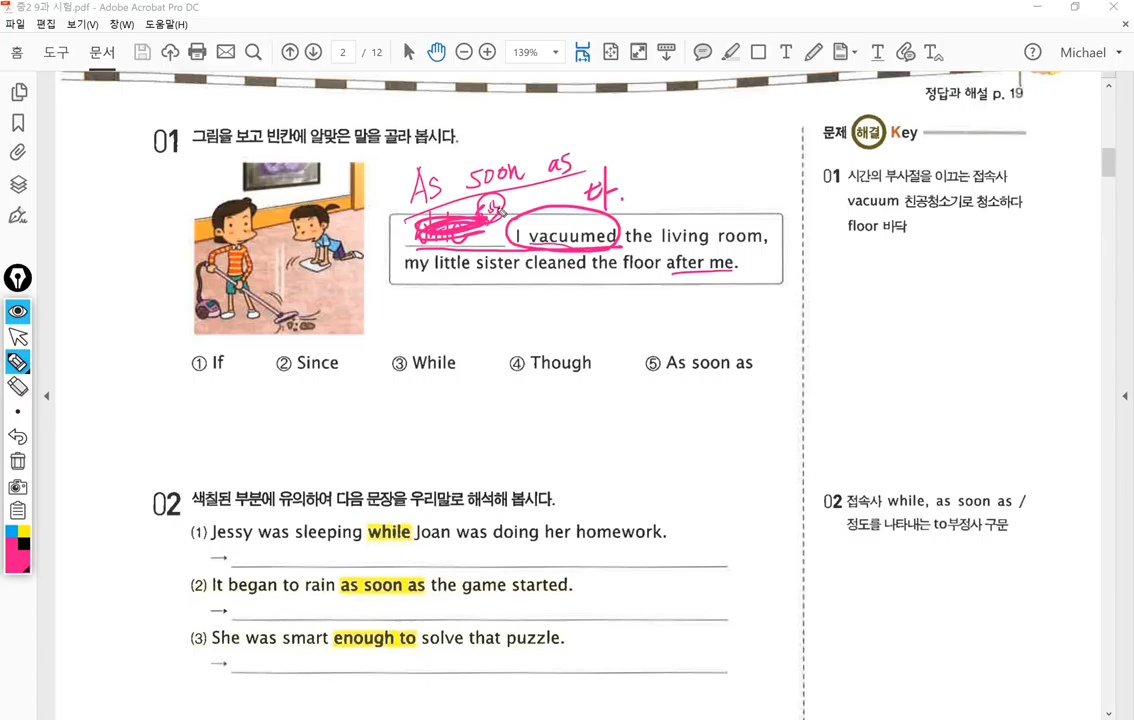 중2 9과 시험.pdf - Adobe Acrobat Pro DC
파일 편집 보기(V) 창(W) 도움말(H)
홈 도구 문서 2 / 12 139% Michael
정답과 해설 p. 19
01 그림을 보고 빈칸에 알맞은 말을 골라 봅시다.
As soon as
I vacuumed the living room,
my little sister cleaned the floor after me.
① If ② Since ③ While ④ Though ⑤ As soon as
02 색칠된 부분에 유의하여 다음 문장을 우리말로 해석해 봅시다.
(1) Jessy was sleeping while Joan was doing her homework.
→
(2) It began to rain as soon as the game started.
→
(3) She was smart enough to solve that puzzle.
→
문제 해결 Key
01 시간의 부사절을 이끄는 접속사
vacuum 진공청소기로 청소하다
floor 바닥
02 접속사 while, as soon as /
정도를 나타내는 to부정사 구문